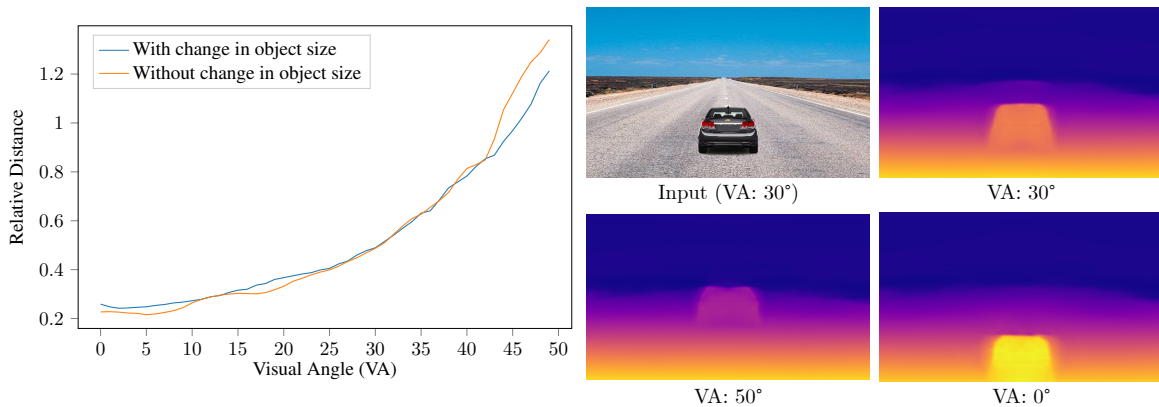 With change in object size
Without change in object size
Relative Distance
1.2
1
0.8
0.6
0.4
0.2
0 5 10 15 20 25 30 35 40 45 50
Visual Angle (VA)
Input (VA: 30°)
VA: 30°
VA: 50°
VA: 0°